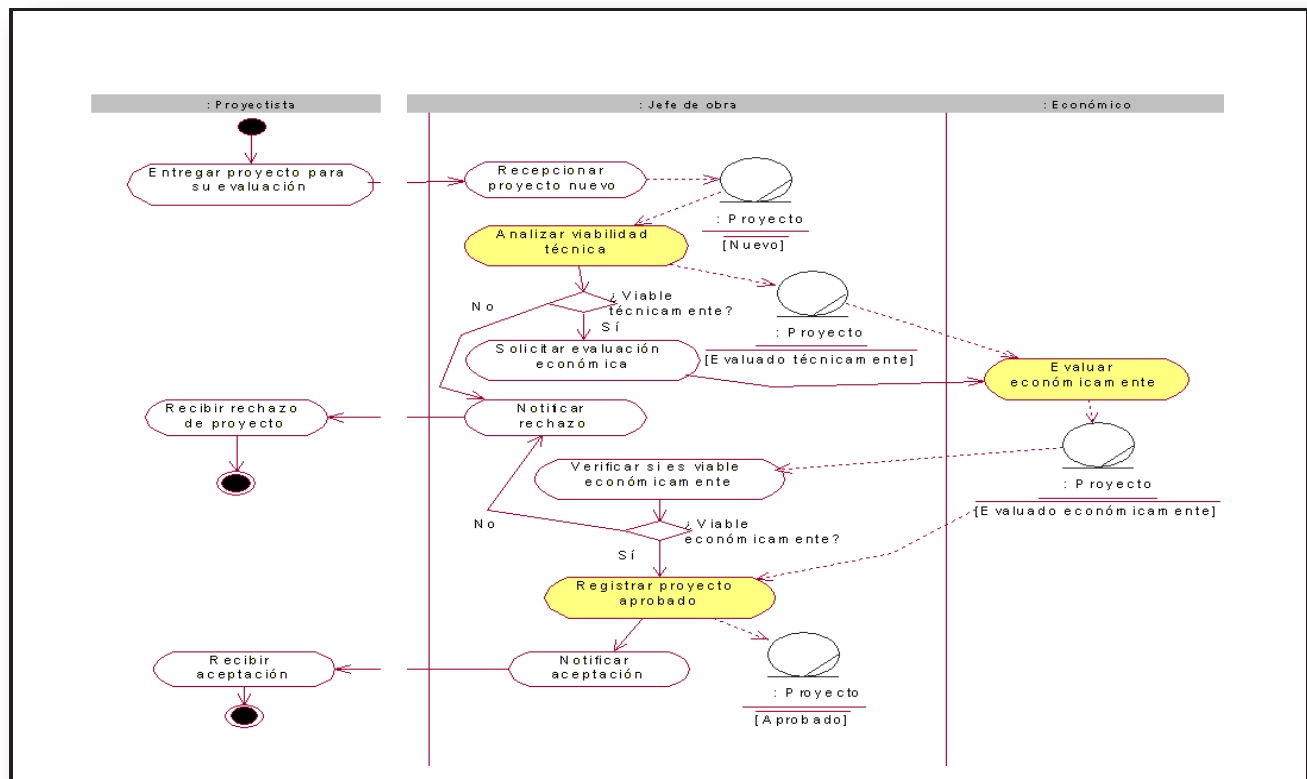 : Proyectista
: Jefe de obra
: Económico
Entregar proyecto para
su evaluación
Recepcionar
proyecto nuevo
: Proyecto
[Nuevo]
Analizar viabilidad
técnica
¿Viable
técnicamente?
No
Sí
: Proyecto
[Evaluado técnicamente]
Solicitar evaluación
económica
Evaluar
económicamente
Recibir rechazo
de proyecto
Notificar
rechazo
Verificar si es viable
económicamente
: Proyecto
[Evaluado económicamente]
No
¿Viable
económicamente?
Sí
Registrar proyecto
aprobado
Recibir
aceptación
Notificar
aceptación
: Proyecto
[Aprobado]